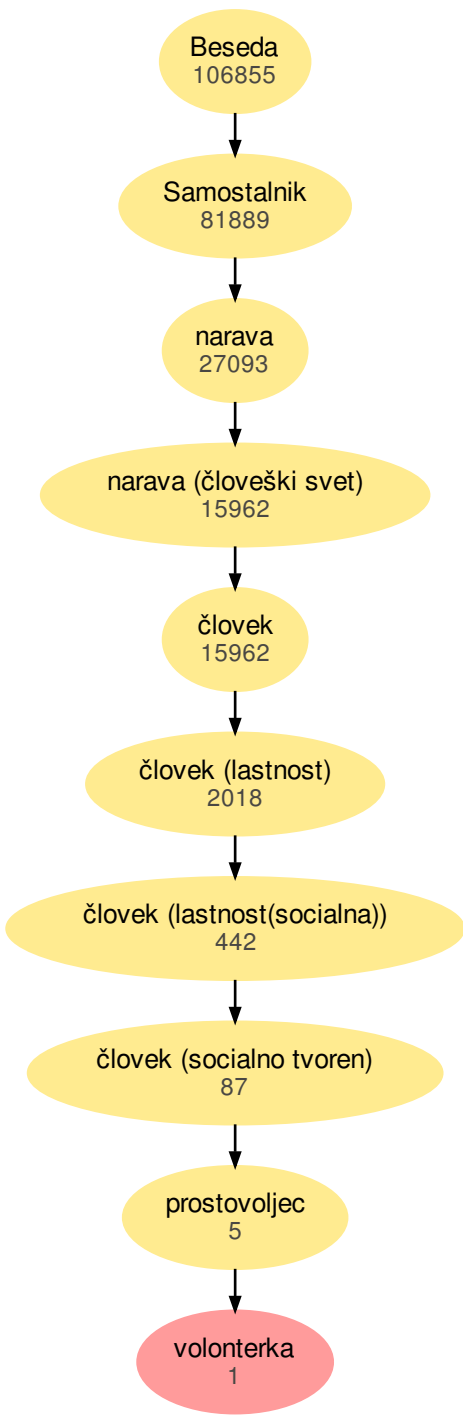 Beseda
106855
Samostalnik
81889
narava
27093
narava (človeški svet)
15962
človek
15962
človek (lastnost)
2018
človek (lastnost(socialna))
442
človek (socialno tvoren)
87
prostovoljec
5
volonterka
1